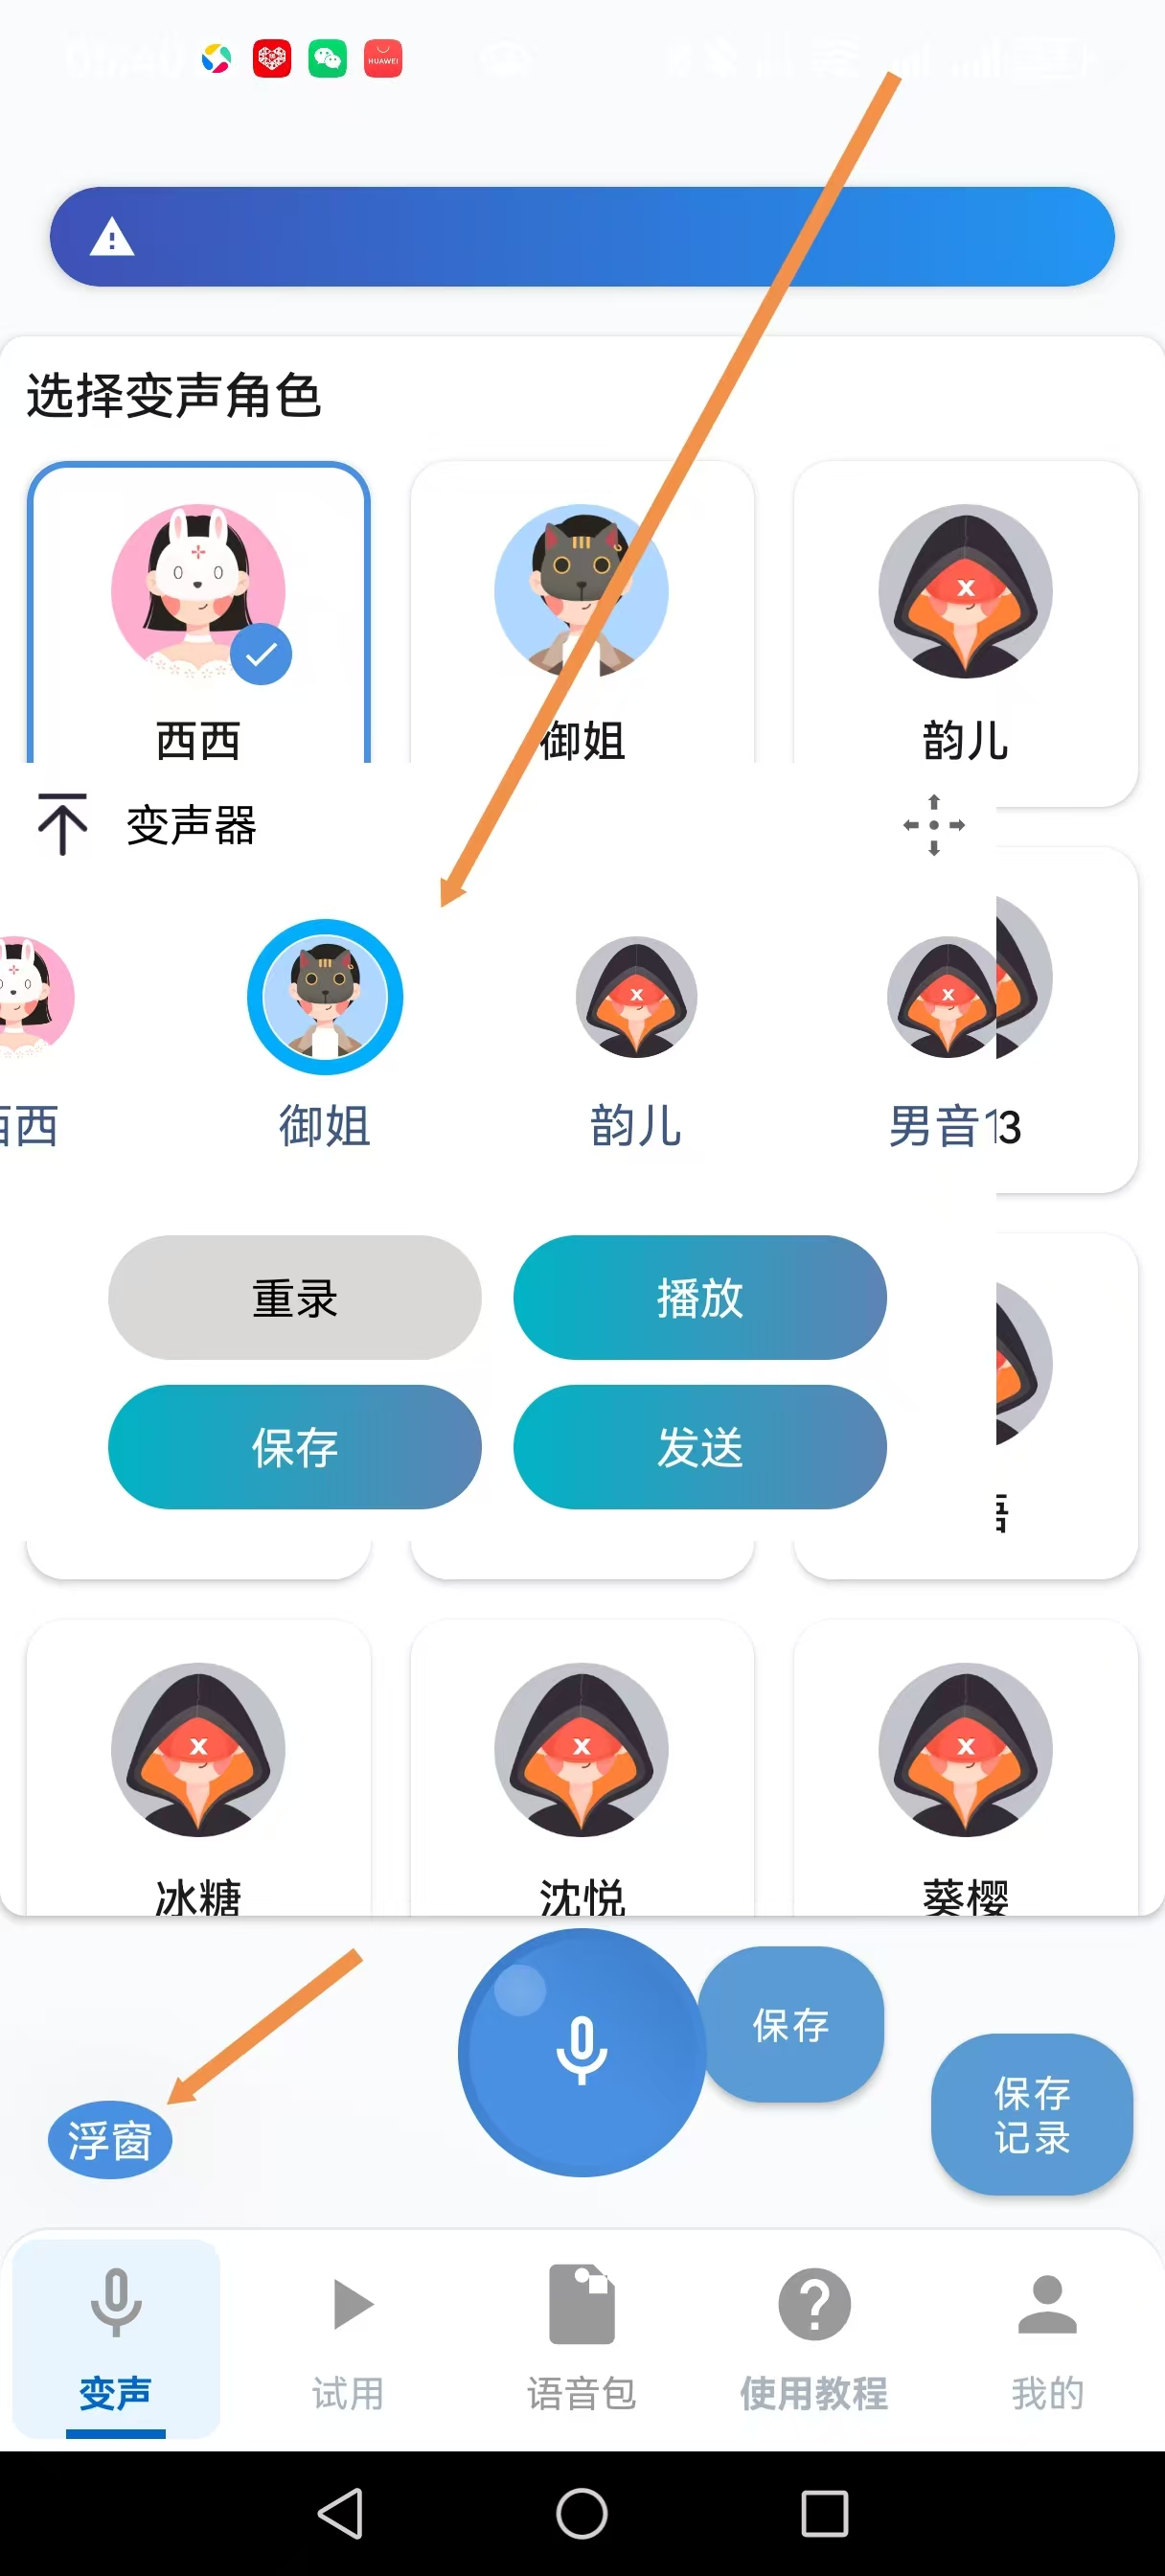 HUAWEI
选择变声角色
西西
御姐
韵儿
变声器
西
御姐
韵儿
男音13
重录
播放
保存
发送
冰糖
沈悦
葵樱
保存
保存
记录
浮窗
变声
试用
语音包
使用教程
我的